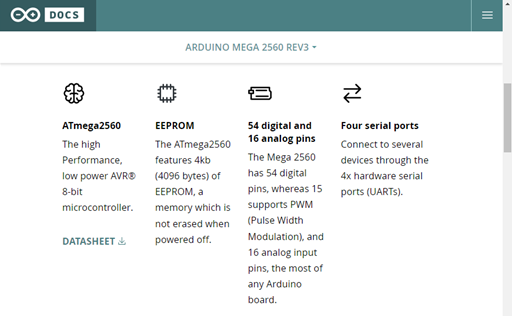 DOCS
ARDUINO MEGA 2560 REV3
ATmega2560
The high
Performance,
low power AVR®
8-bit
microcontroller.
DATASHEET
EEPROM
The ATmega2560
features 4kb
(4096 bytes) of
EEPROM, a
memory which is
not erased when
powered off.
54 digital and
16 analog pins
The Mega 2560
has 54 digital
pins, whereas 15
supports PWM
(Pulse Width
Modulation), and
16 analog input
pins, the most of
any Arduino
board.
Four serial ports
Connect to several
devices through the
4x hardware serial
ports (UARTs).